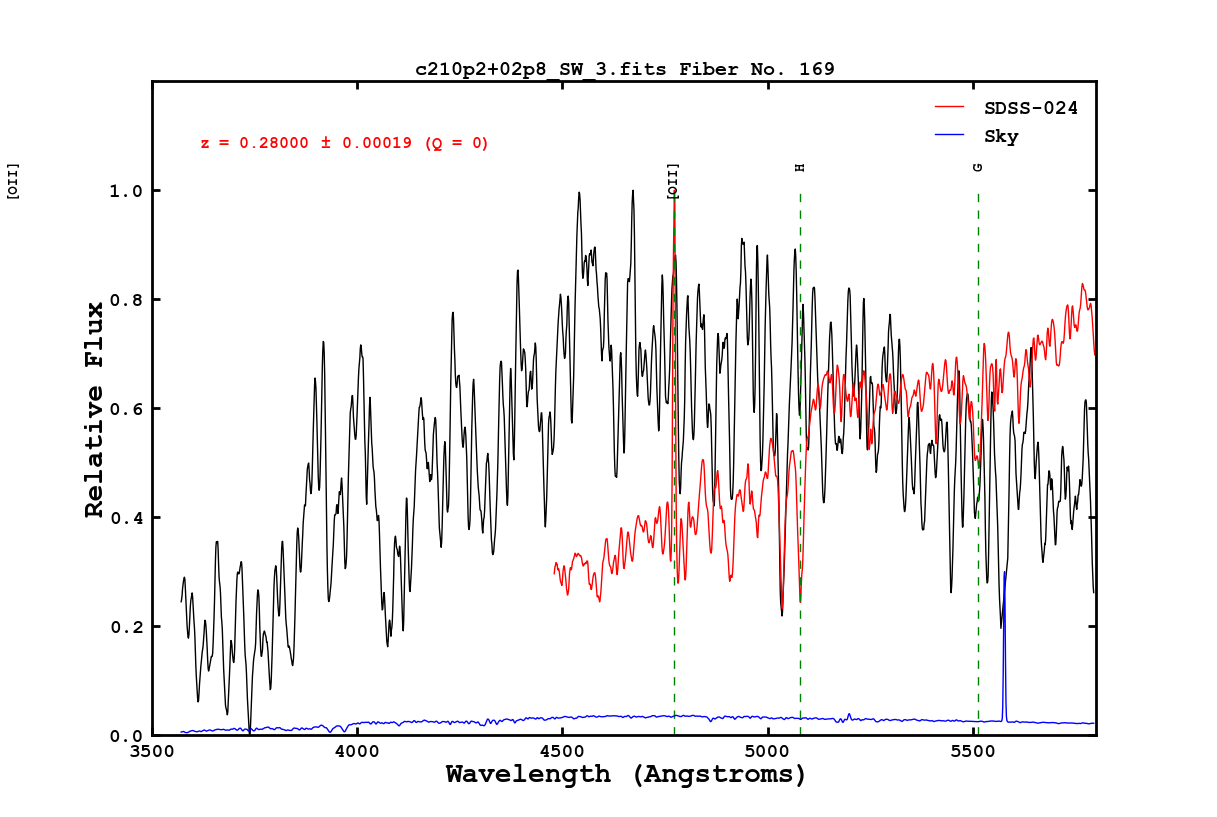 c210p2+02p8_SW_3.fits Fiber No. 169
SDSS-024
Sky
z = 0.28000 ± 0.00019 (Q = 0)
[OII]
[OII]
H
G
1.0
0.8
0.6
0.4
0.2
0.0
Relative Flux
3500
4000
4500
5000
5500
Wavelength (Angstroms)